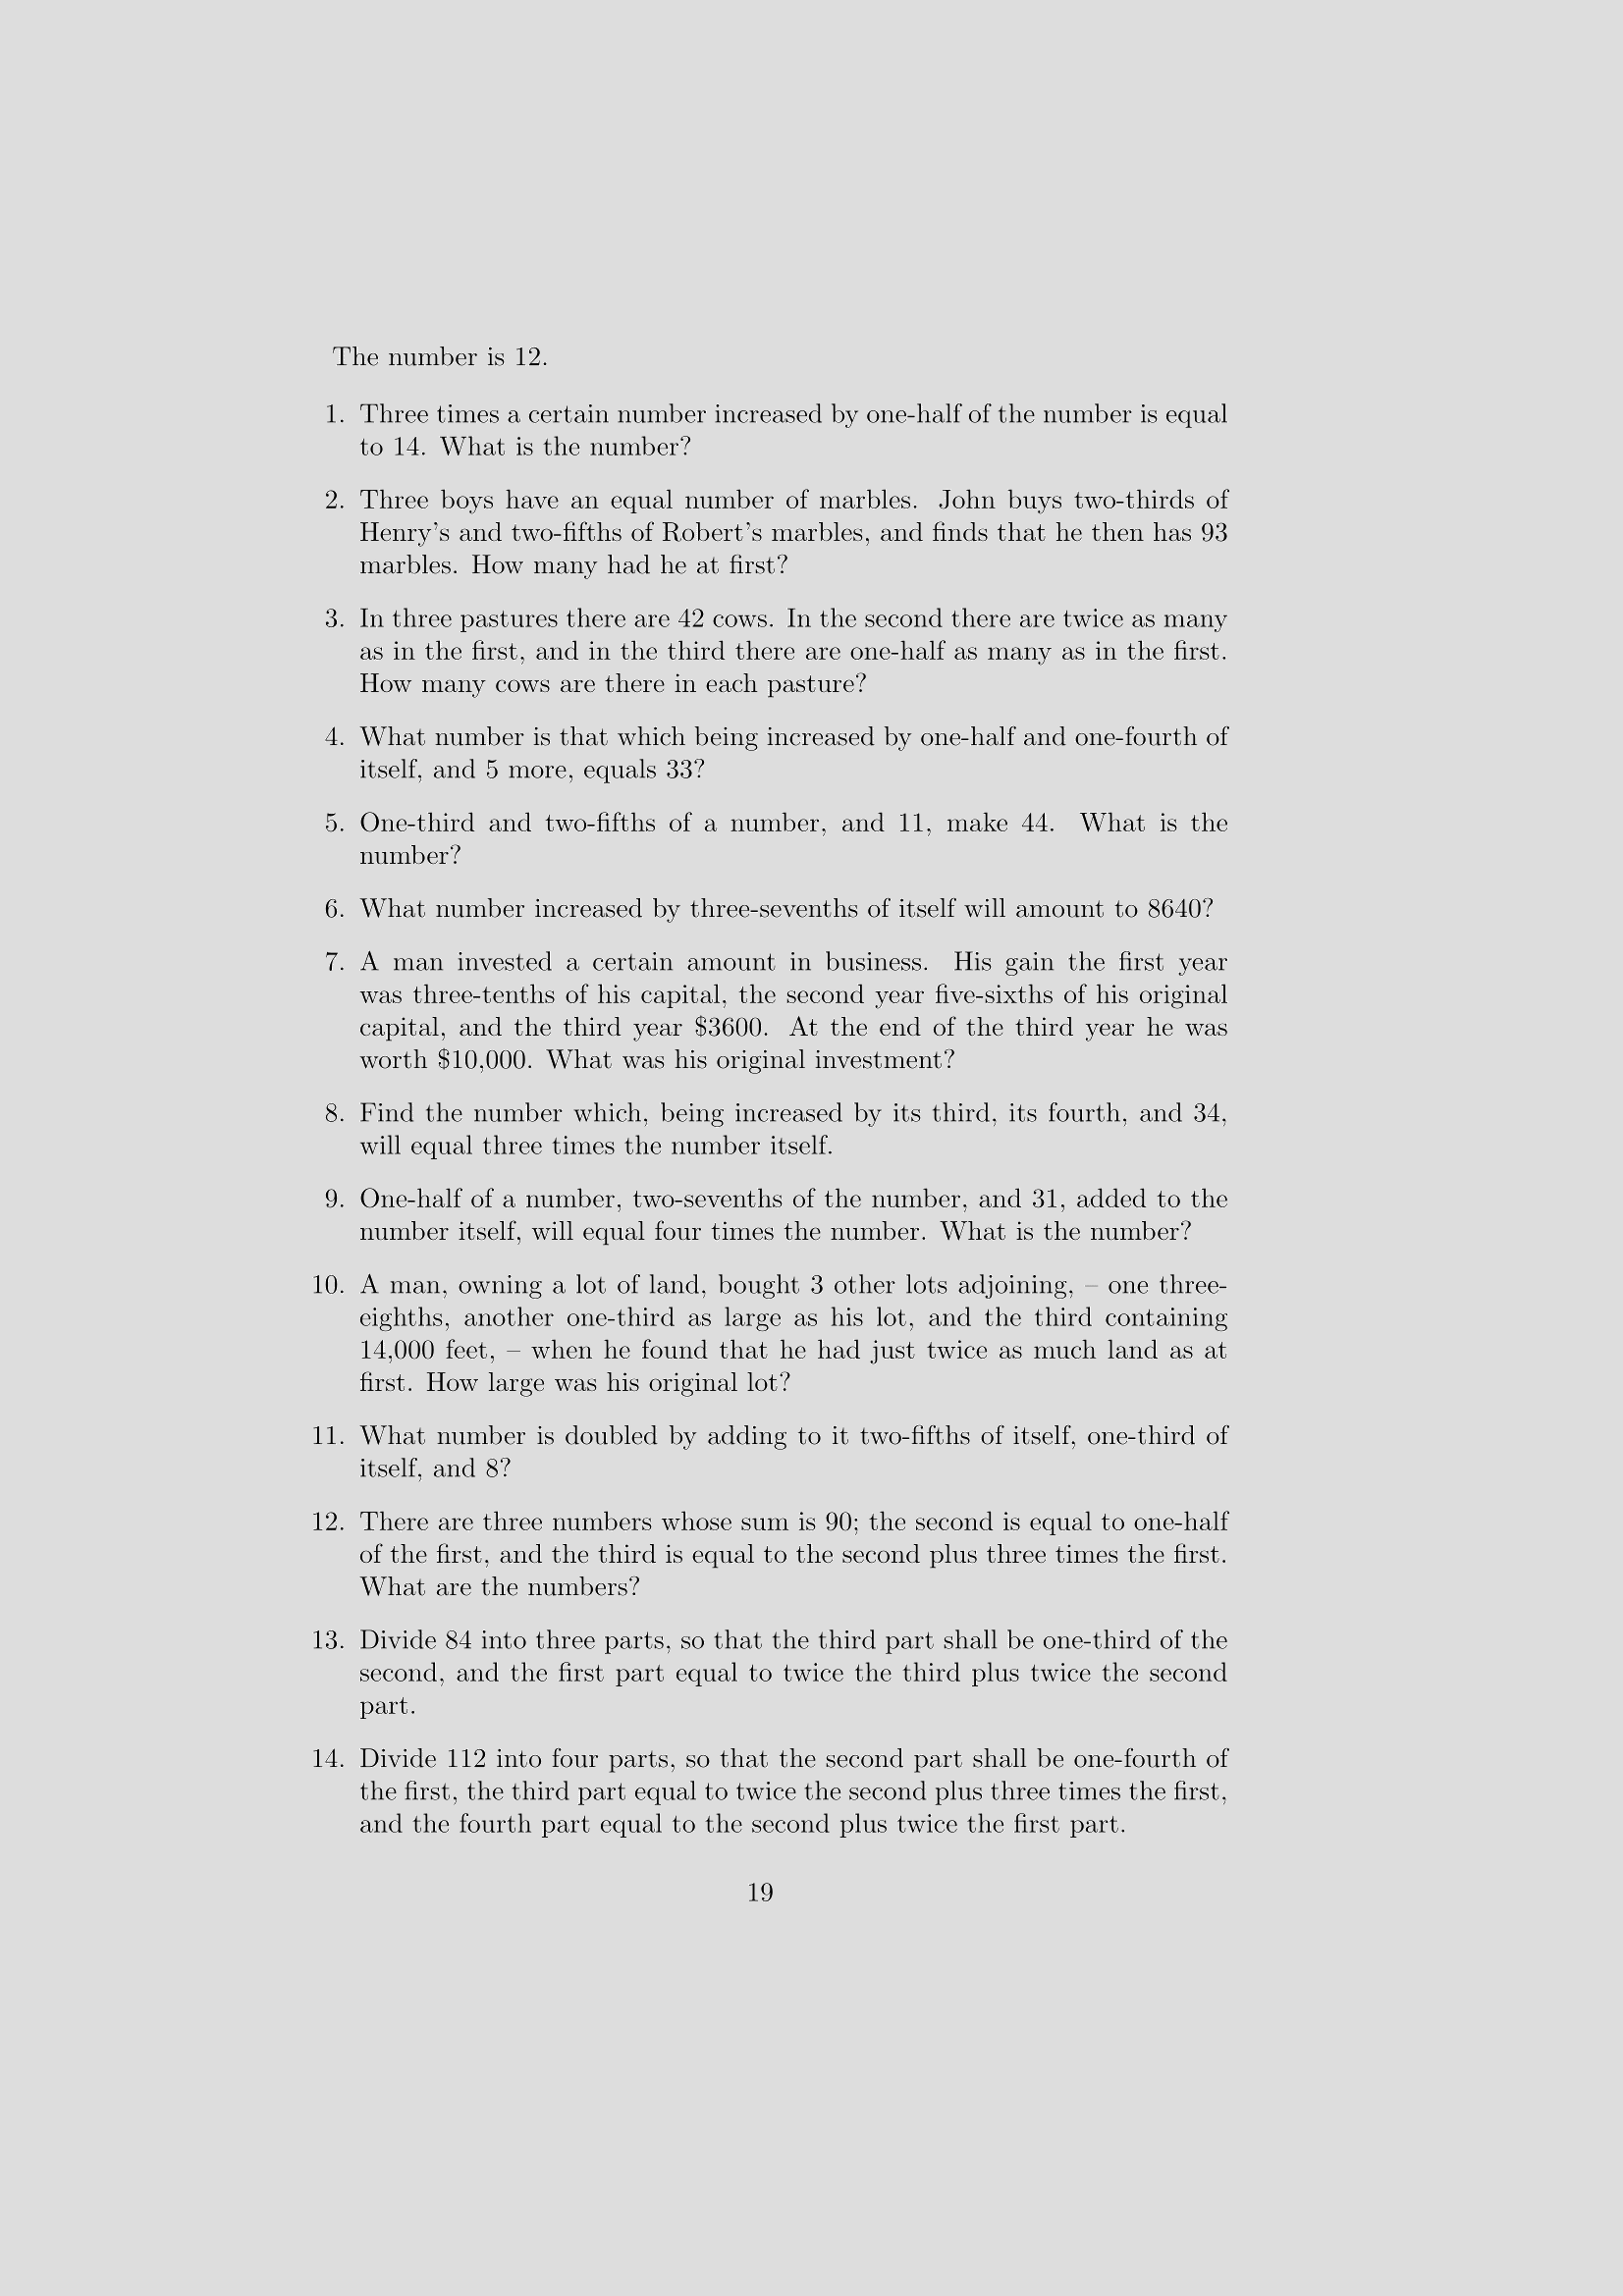 The number is 12.
1. Three times a certain number increased by one-half of the number is equal
to 14. What is the number?
2. Three boys have an equal number of marbles. John buys two-thirds of
Henry's and two-fifths of Robert's marbles, and finds that he then has 93
marbles. How many had he at first?
3. In three pastures there are 42 cows. In the second there are twice as many
as in the first, and in the third there are one-half as many as in the first.
How many cows are there in each pasture?
4. What number is that which being increased by one-half and one-fourth of
itself, and 5 more, equals 33?
5. One-third and two-fifths of a number, and 11, make 44. What is the
number?
6. What number increased by three-sevenths of itself will amount to 8640?
7. A man invested a certain amount in business. His gain the first year
was three-tenths of his capital, the second year five-sixths of his original
capital, and the third year $3600. At the end of the third year he was
worth $10,000. What was his original investment?
8. Find the number which, being increased by its third, its fourth, and 34,
will equal three times the number itself.
9. One-half of a number, two-sevenths of the number, and 31, added to the
number itself, will equal four times the number. What is the number?
10. A man, owning a lot of land, bought 3 other lots adjoining, – one three-
eighths, another one-third as large as his lot, and the third containing
14,000 feet, – when he found that he had just twice as much land as at
first. How large was his original lot?
11. What number is doubled by adding to it two-fifths of itself, one-third of
itself, and 8?
12. There are three numbers whose sum is 90; the second is equal to one-half
of the first, and the third is equal to the second plus three times the first.
What are the numbers?
13. Divide 84 into three parts, so that the third part shall be one-third of the
second, and the first part equal to twice the third plus twice the second
part.
14. Divide 112 into four parts, so that the second part shall be one-fourth of
the first, the third part equal to twice the second plus three times the first,
and the fourth part equal to the second plus twice the first part.
19